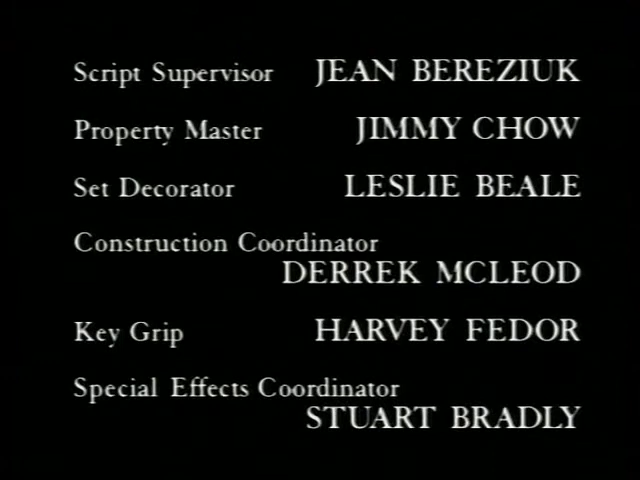 Script Supervisor JEAN BEREZIUK
Property Master JIMMY CHOW
Set Decorator LESLIE BEALE
Construction Coordinator
DERREK MCLEOD
Key Grip HARVEY FEDOR
Special Effects Coordinator
STUART BRADLY